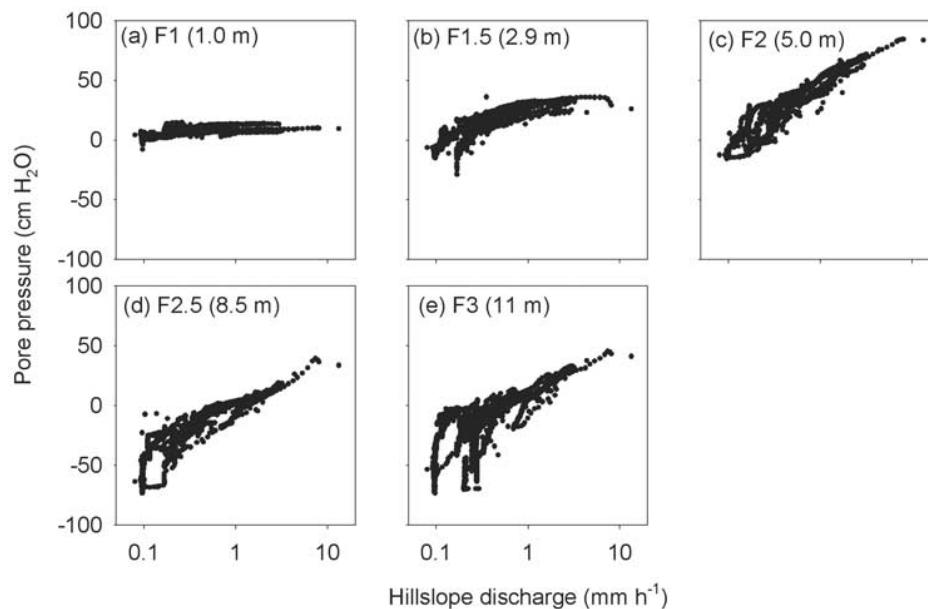 (a) F1 (1.0 m)
(b) F1.5 (2.9 m)
(c) F2 (5.0 m)
100
50
0
-50
-100
(d) F2.5 (8.5 m)
(e) F3 (11 m)
100
50
0
-50
-100
0.1 1 10
0.1 1 10
Pore pressure (cm H₂O)
Hillslope discharge (mm h⁻¹)